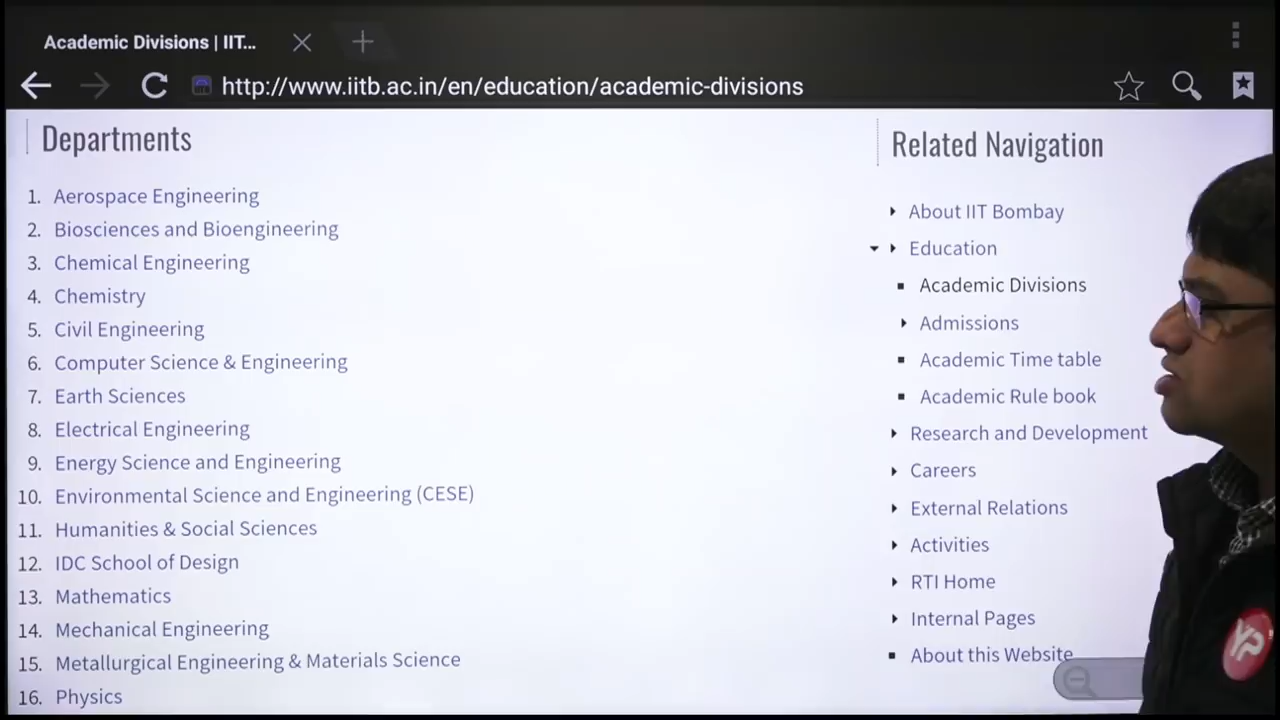 Academic Divisions | IIT...
http://www.iitb.ac.in/en/education/academic-divisions
Departments
1. Aerospace Engineering
2. Biosciences and Bioengineering
3. Chemical Engineering
4. Chemistry
5. Civil Engineering
6. Computer Science & Engineering
7. Earth Sciences
8. Electrical Engineering
9. Energy Science and Engineering
10. Environmental Science and Engineering (CESE)
11. Humanities & Social Sciences
12. IDC School of Design
13. Mathematics
14. Mechanical Engineering
15. Metallurgical Engineering & Materials Science
16. Physics
Related Navigation
About IIT Bombay
Education
Academic Divisions
Admissions
Academic Time table
Academic Rule book
Research and Development
Careers
External Relations
Activities
RTI Home
Internal Pages
About this Website
YP